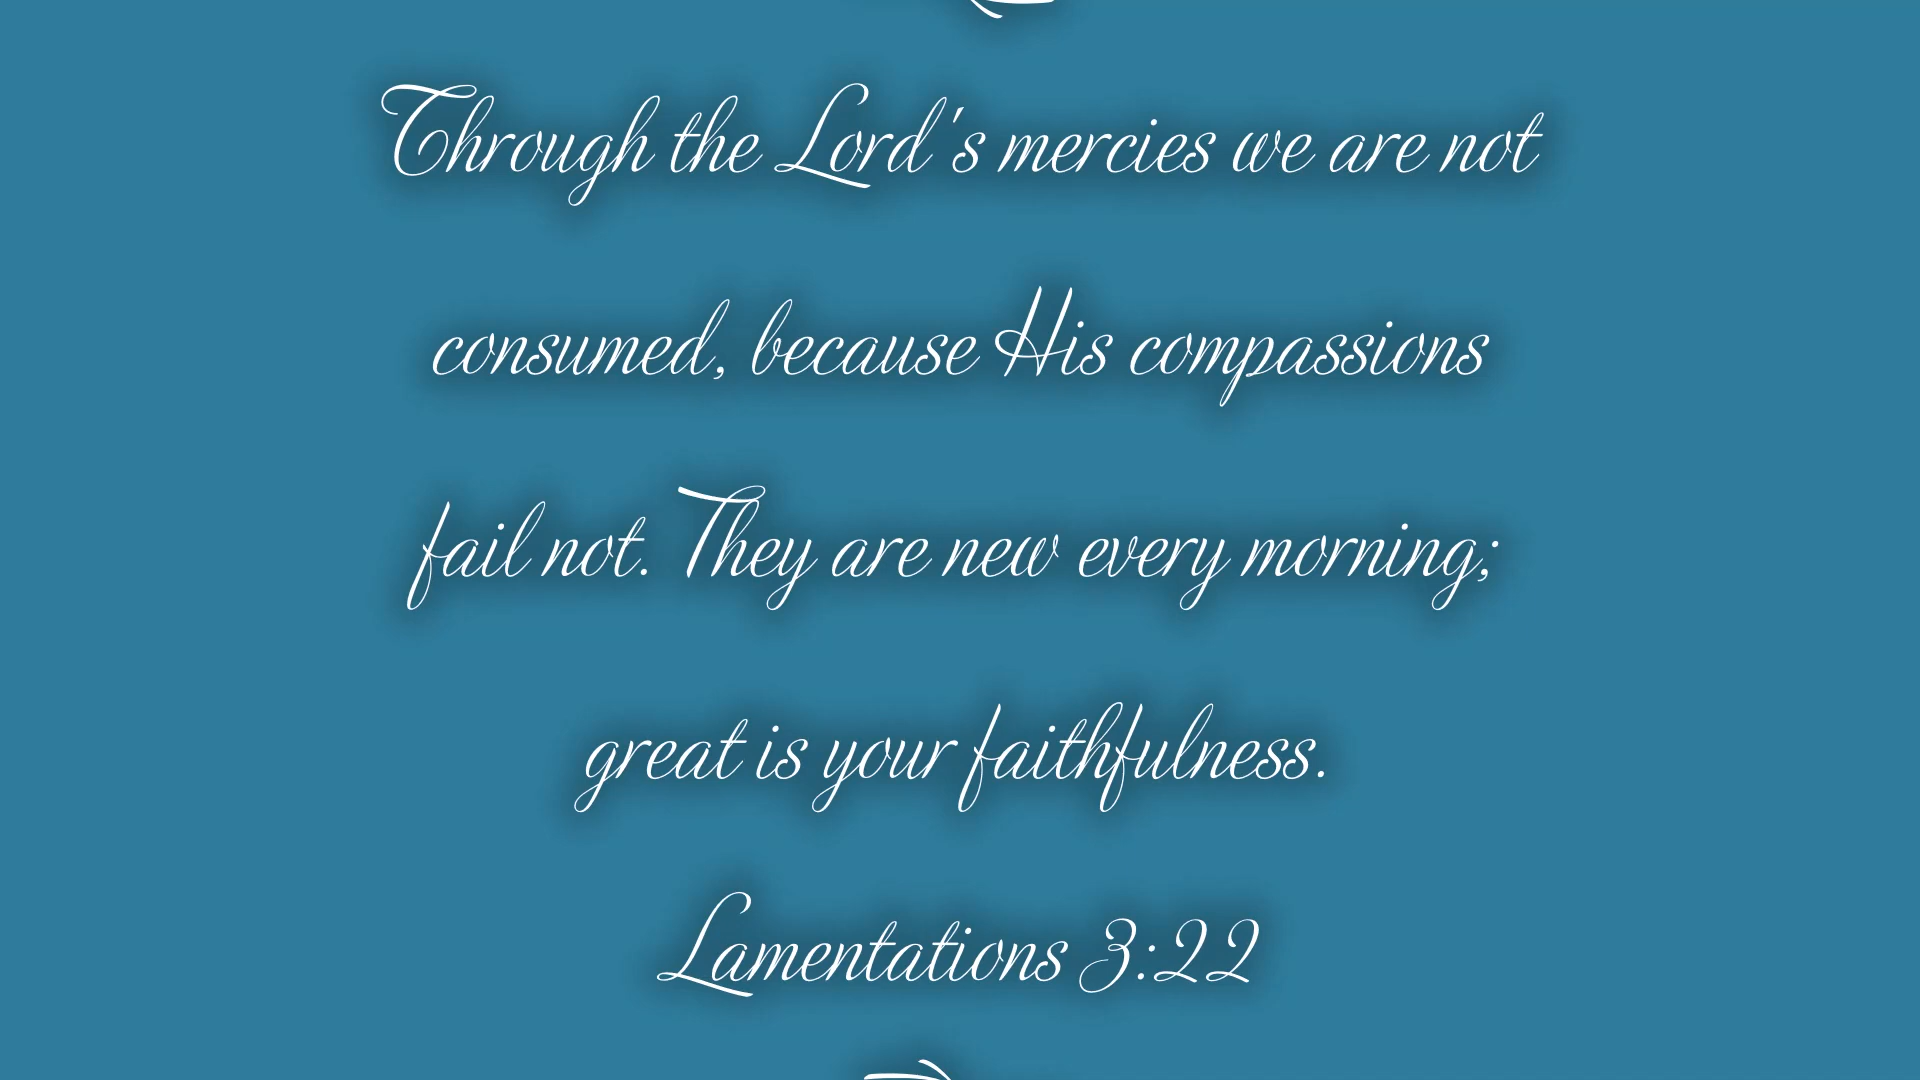 Through the Lord's mercies we are not
consumed, because His compassions
fail not. They are new every morning;
great is your faithfulness.
Lamentations 3:22